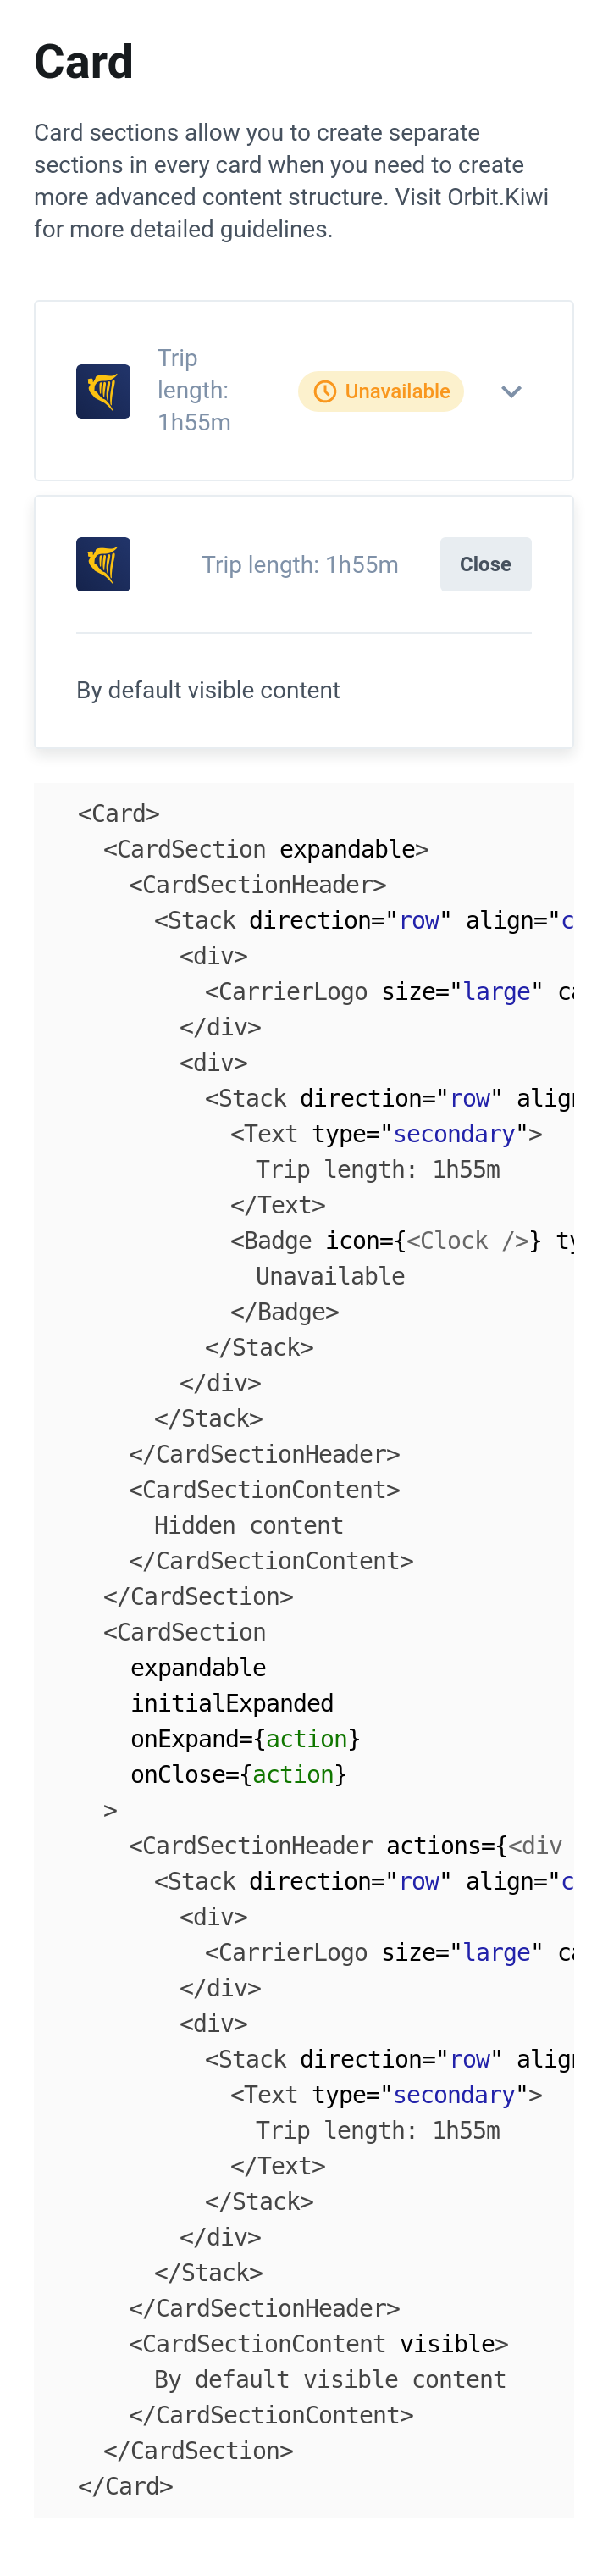 Card
Card sections allow you to create separate
sections in every card when you need to create
more advanced content structure. Visit Orbit.Kiwi
for more detailed guidelines.
Trip
length:
1h55m
Unavailable
Trip length: 1h55m
Close
By default visible content
<Card>
<CardSection expandable>
<CardSectionHeader>
<Stack direction="row" align="c
<div>
<CarrierLogo size="large" ca
</div>
<div>
<Stack direction="row" align
<Text type="secondary">
Trip length: 1h55m
</Text>
<Badge icon={<Clock />} ty
Unavailable
</Badge>
</Stack>
</div>
</Stack>
</CardSectionHeader>
<CardSectionContent>
Hidden content
</CardSectionContent>
</CardSection>
<CardSection
expandable
initialExpanded
onExpand={action}
onClose={action}
>
<CardSectionHeader actions={<div
<Stack direction="row" align="c
<div>
<CarrierLogo size="large" ca
</div>
<div>
<Stack direction="row" align
<Text type="secondary">
Trip length: 1h55m
</Text>
</Stack>
</div>
</Stack>
</CardSectionHeader>
<CardSectionContent visible>
By default visible content
</CardSectionContent>
</CardSection>
</Card>